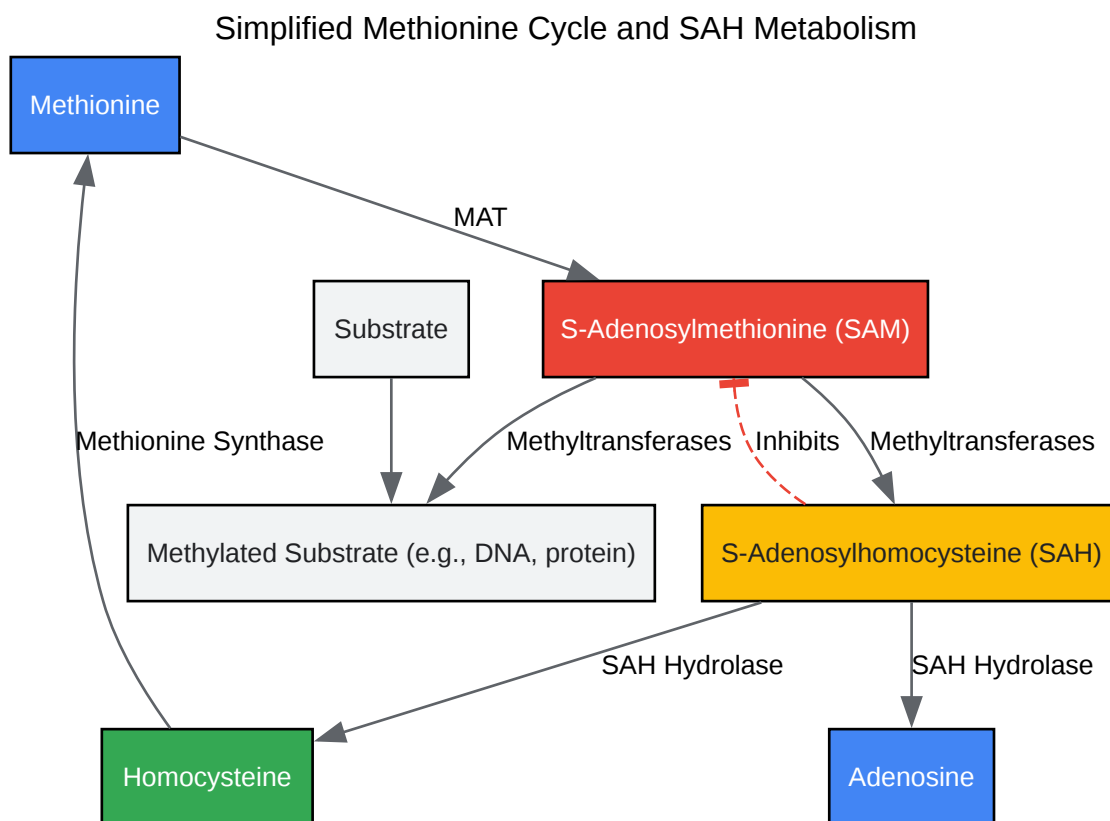 Simplified Methionine Cycle and SAH Metabolism
Methionine
MAT
Substrate
S-Adenosylmethionine (SAM)
Methionine Synthase
Methyltransferases
Inhibits
Methyltransferases
Methylated Substrate (e.g., DNA, protein)
S-Adenosylhomocysteine (SAH)
SAH Hydrolase
SAH Hydrolase
Homocysteine
Adenosine